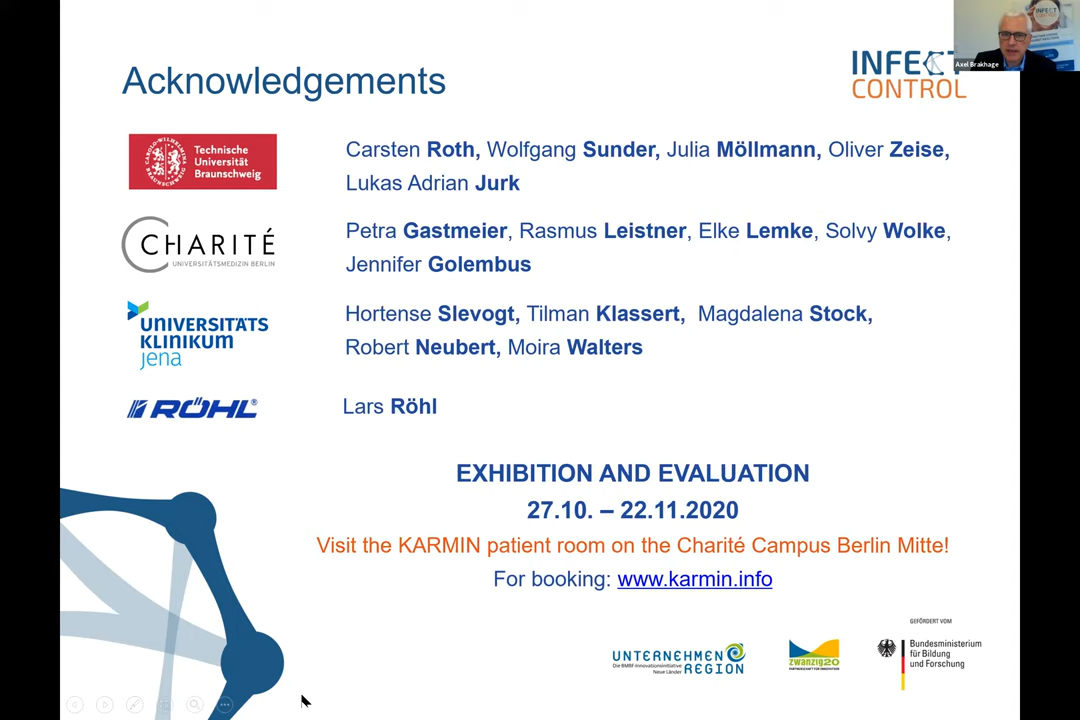 Acknowledgements
INFECT
CONTROL
Axel Brakhage
Technische
Universität
Braunschweig
Carsten Roth, Wolfgang Sunder, Julia Möllmann, Oliver Zeise,
Lukas Adrian Jurk
CHARITÉ
UNIVERSITÄTSMEDIZIN BERLIN
Petra Gastmeier, Rasmus Leistner, Elke Lemke, Solvy Wolke,
Jennifer Golembus
UNIVERSITÄTS
KLINIKUM
jena
Hortense Slevogt, Tilman Klassert, Magdalena Stock,
Robert Neubert, Moira Walters
RÖHL®
Lars Röhl
EXHIBITION AND EVALUATION
27.10. – 22.11.2020
Visit the KARMIN patient room on the Charité Campus Berlin Mitte!
For booking: www.karmin.info
UNTERNEHMEN
Die BMBF-Innovationsinitiative
Neue Länder
REGION
zwanzig20
PARTNERSCHAFT FÜR INNOVATION
GEFÖRDERT VOM
Bundesministerium
für Bildung
und Forschung